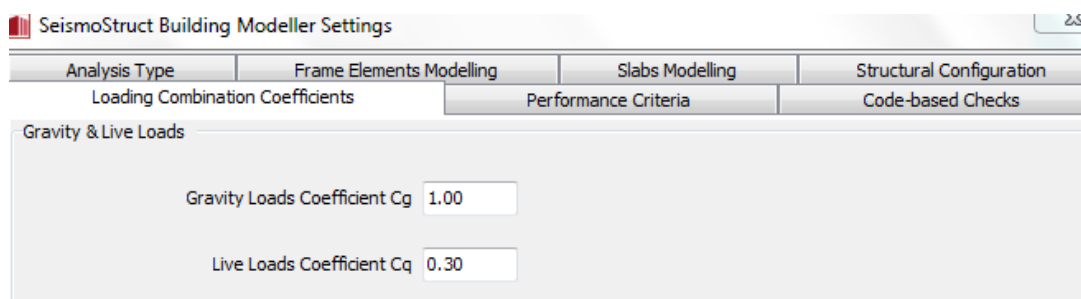 SeismoStruct Building Modeller Settings
Analysis Type Frame Elements Modelling Slabs Modelling Structural Configuration
Loading Combination Coefficients Performance Criteria Code-based Checks
Gravity & Live Loads
Gravity Loads Coefficient Cg 1.00
Live Loads Coefficient Cq 0.30